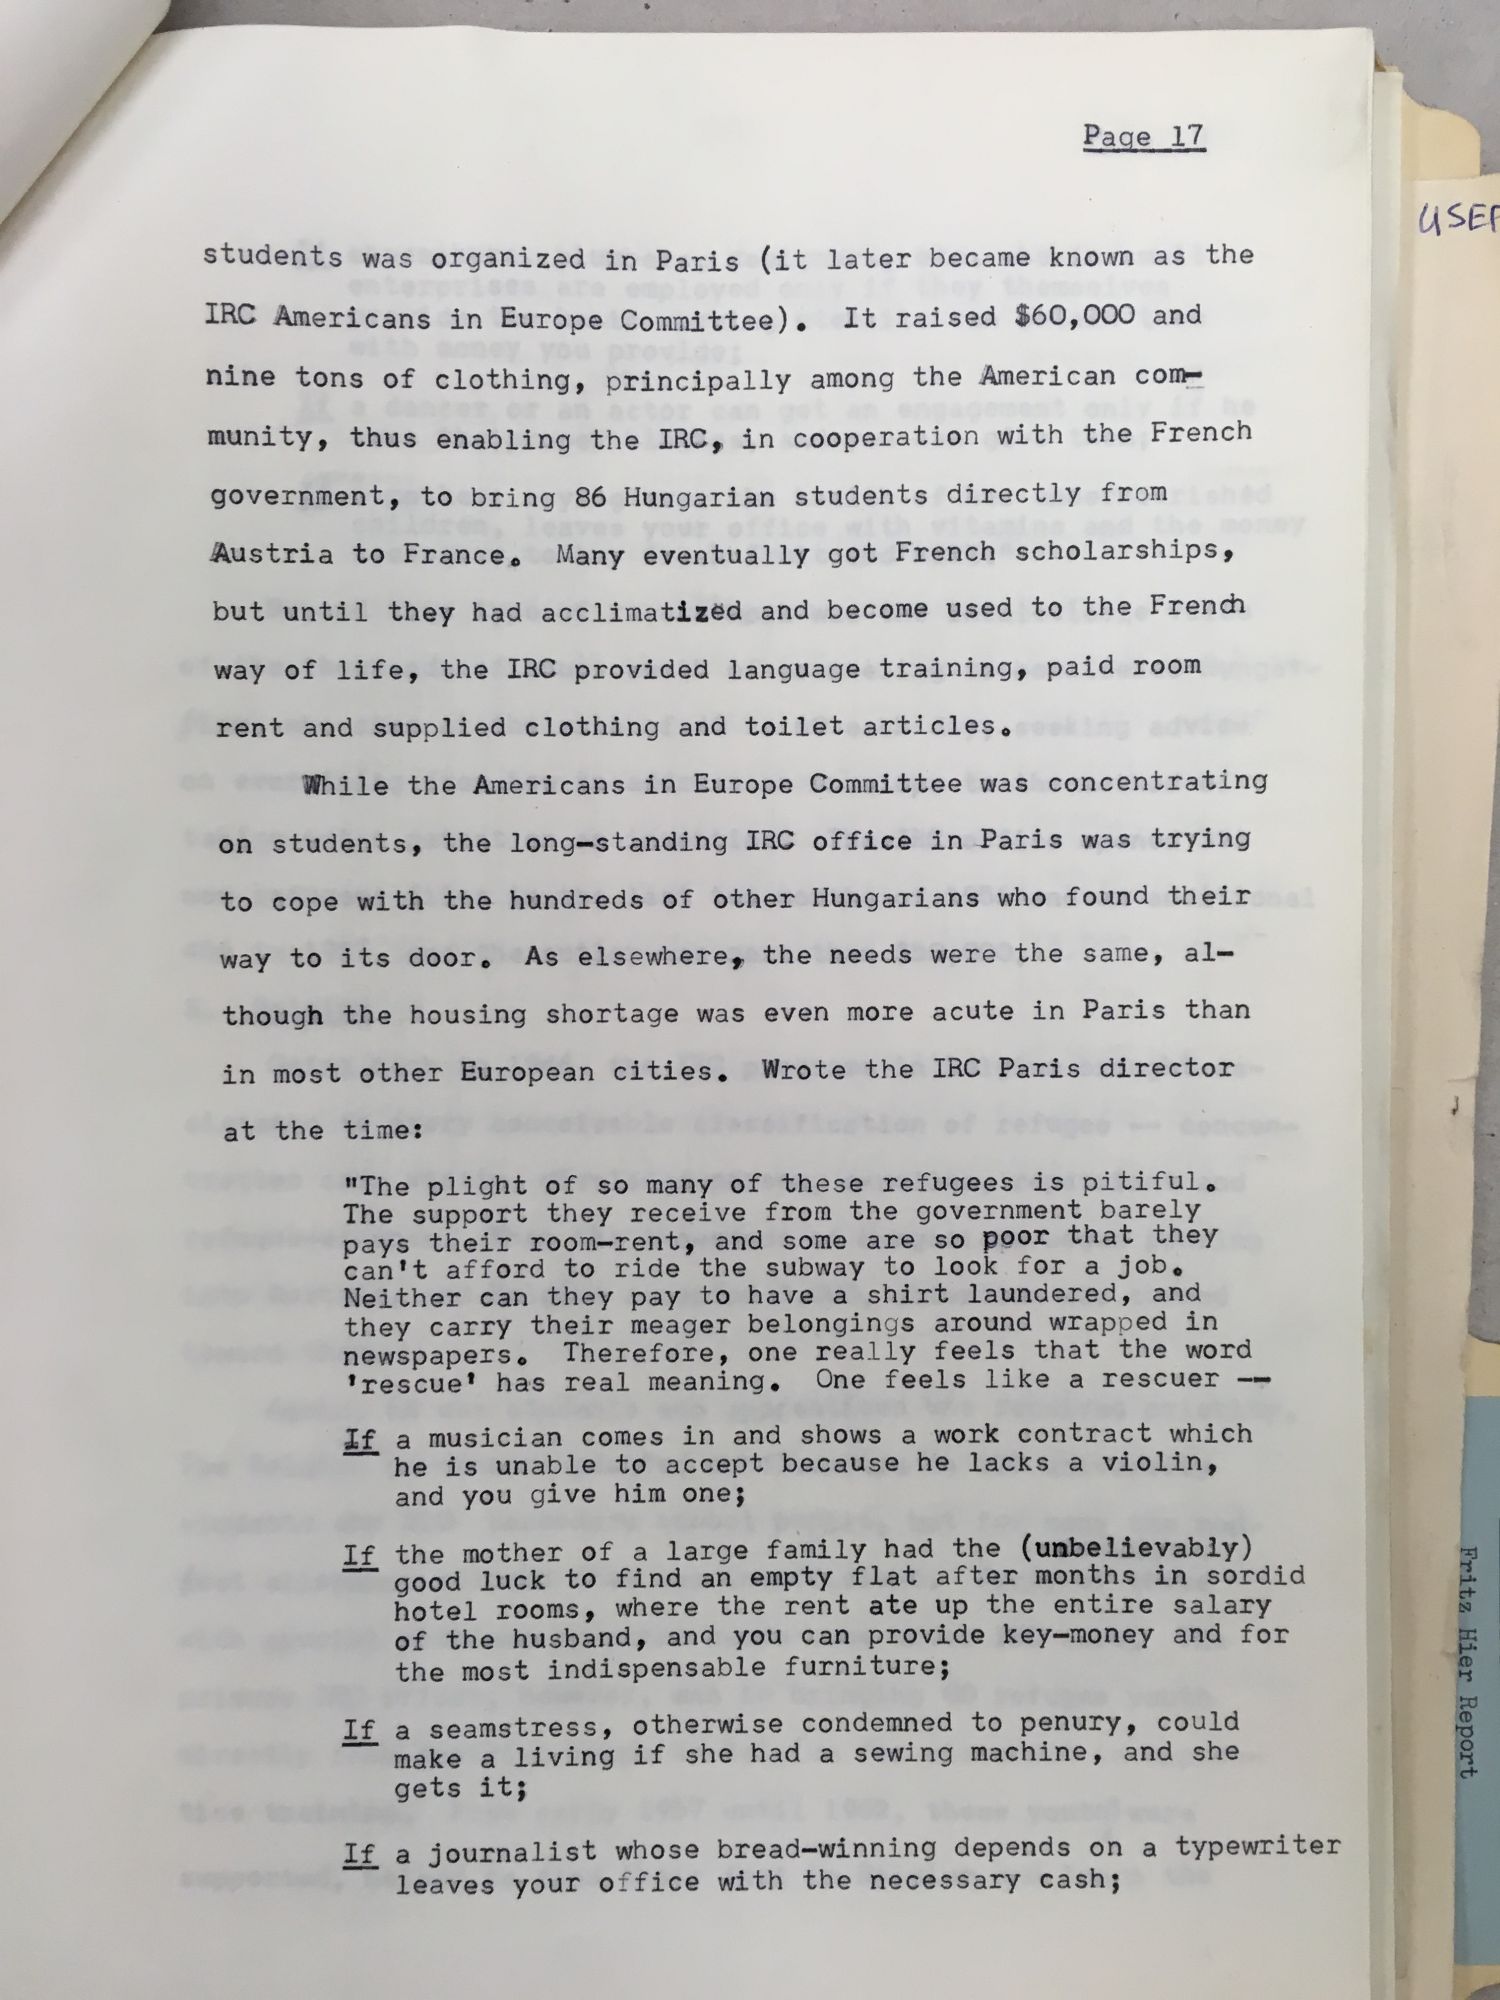 Page 17
students was organized in Paris (it later became known as the
IRC Americans in Europe Committee).  It raised $60,000 and
nine tons of clothing, principally among the American com-
munity, thus enabling the IRC, in cooperation with the French
government, to bring 86 Hungarian students directly from
Austria to France.  Many eventually got French scholarships,
but until they had acclimatized and become used to the French
way of life, the IRC provided language training, paid room
rent and supplied clothing and toilet articles.
While the Americans in Europe Committee was concentrating
on students, the long-standing IRC office in Paris was trying
to cope with the hundreds of other Hungarians who found their
way to its door.  As elsewhere, the needs were the same, al-
though the housing shortage was even more acute in Paris than
in most other European cities.  Wrote the IRC Paris director
at the time:
"The plight of so many of these refugees is pitiful.
The support they receive from the government barely
pays their room-rent, and some are so poor that they
can't afford to ride the subway to look for a job.
Neither can they pay to have a shirt laundered, and
they carry their meager belongings around wrapped in
newspapers.  Therefore, one really feels that the word
'rescue' has real meaning.  One feels like a rescuer --
If a musician comes in and shows a work contract which
he is unable to accept because he lacks a violin,
and you give him one;
If the mother of a large family had the (unbelievably)
good luck to find an empty flat after months in sordid
hotel rooms, where the rent ate up the entire salary
of the husband, and you can provide key-money and for
the most indispensable furniture;
If a seamstress, otherwise condemned to penury, could
make a living if she had a sewing machine, and she
gets it;
If a journalist whose bread-winning depends on a typewriter
leaves your office with the necessary cash;
Fritz Hier Report